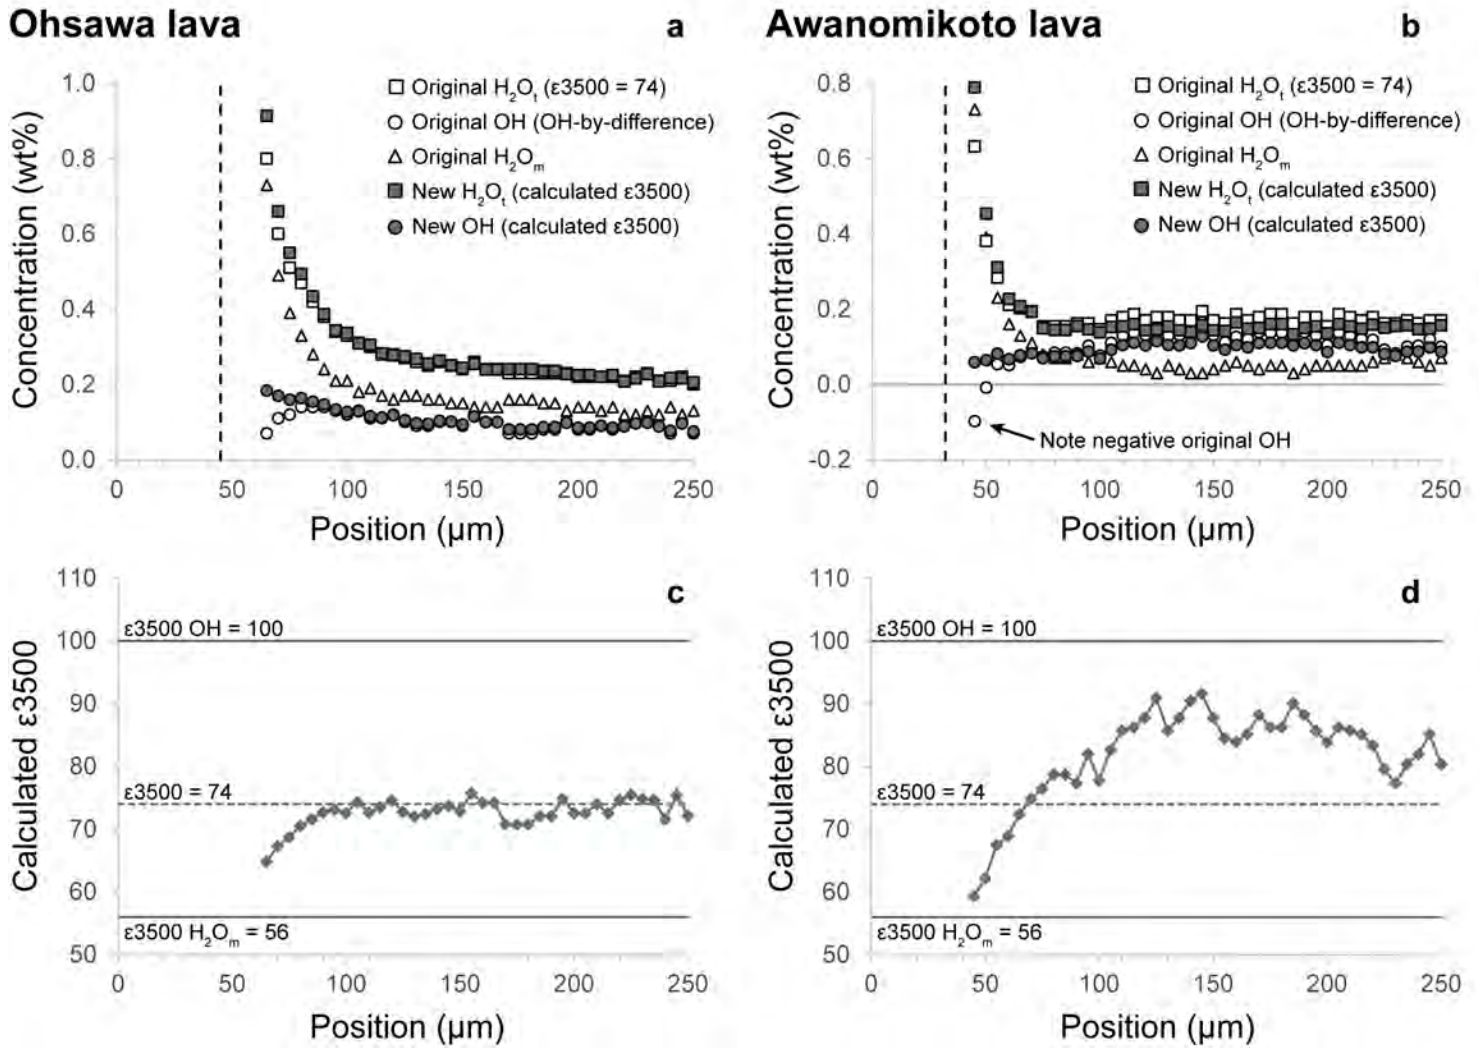 Ohsawa lava
a
Original H₂Oₜ (ε3500 = 74)
Original OH (OH-by-difference)
Original H₂Oₘ
New H₂Oₜ (calculated ε3500)
New OH (calculated ε3500)
Concentration (wt%)
1.0
0.8
0.6
0.4
0.2
0.0
0 50 100 150 200 250
Position (µm)
Awanomikoto lava
b
Original H₂Oₜ (ε3500 = 74)
Original OH (OH-by-difference)
Original H₂Oₘ
New H₂Oₜ (calculated ε3500)
New OH (calculated ε3500)
Note negative original OH
Concentration (wt%)
0.8
0.6
0.4
0.2
0.0
-0.2
0 50 100 150 200 250
Position (µm)
c
Calculated ε3500
110
100
90
80
70
60
50
ε3500 OH = 100
ε3500 = 74
ε3500 H₂Oₘ = 56
0 50 100 150 200 250
Position (µm)
d
Calculated ε3500
110
100
90
80
70
60
50
ε3500 OH = 100
ε3500 = 74
ε3500 H₂Oₘ = 56
0 50 100 150 200 250
Position (µm)